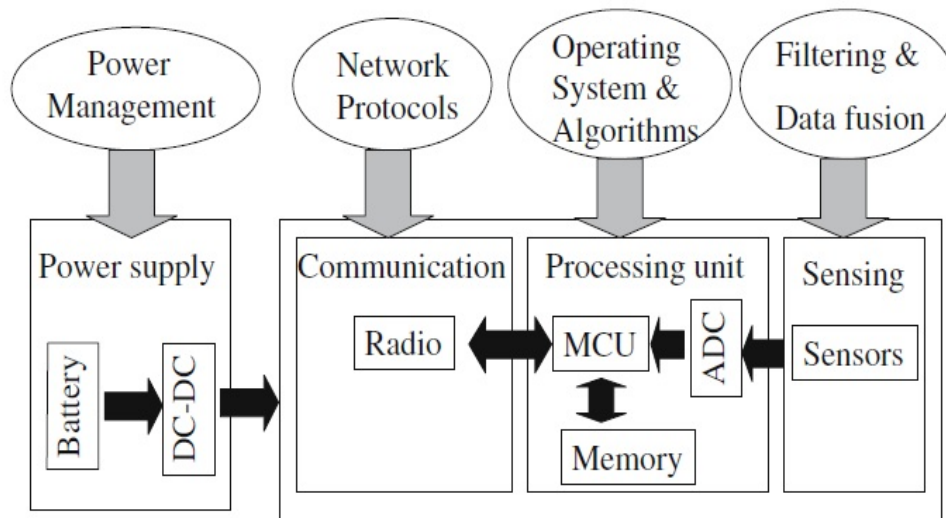 Power
Management
Network
Protocols
Operating
System &
Algorithms
Filtering &
Data fusion
Power supply
Battery
DC-DC
Communication
Radio
Processing unit
MCU
ADC
Memory
Sensing
Sensors